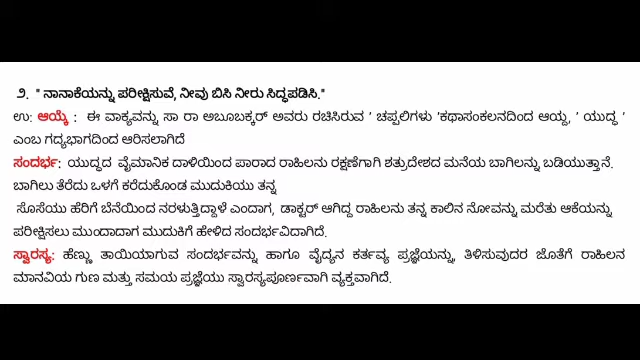 ೨. " ನಾನಾಕೆಯನ್ನು ಪರೀಕ್ಷಿಸುವೆ, ನೀವು ಬಿಸಿ ನೀರು ಸಿದ್ಧಪಡಿಸಿ."
ಉ: ಆಯ್ಕೆ : ಈ ವಾಕ್ಯವನ್ನು ಸಾ ರಾ ಅಬೂಬಕ್ಕರ್ ಅವರು ರಚಿಸಿರುವ ' ಚಪ್ಪಲಿಗಳು 'ಕಥಾಸಂಕಲನದಿಂದ ಆಯ್ದ, ' ಯುದ್ಧ '
ಎಂಬ ಗದ್ಯಭಾಗದಿಂದ ಆರಿಸಲಾಗಿದೆ
ಸಂದರ್ಭ: ಯುದ್ಧದ ವೈಮಾನಿಕ ದಾಳಿಯಿಂದ ಪಾರಾದ ರಾಹಿಲನು ರಕ್ಷಣೆಗಾಗಿ ಶತ್ರುದೇಶದ ಮನೆಯ ಬಾಗಿಲನ್ನು ಬಡಿಯುತ್ತಾನೆ.
ಬಾಗಿಲು ತೆರೆದು ಒಳಗೆ ಕರೆದುಕೊಂಡ ಮುದುಕಿಯು ತನ್ನ
ಸೊಸೆಯು ಹೆರಿಗೆ ಬೆನೆಯಿಂದ ನರಳುತ್ತಿದ್ದಾಳೆ ಎಂದಾಗ, ಡಾಕ್ಟರ್ ಆಗಿದ್ದ ರಾಹಿಲನು ತನ್ನ ಕಾಲಿನ ನೋವನ್ನು ಮರೆತು ಆಕೆಯನ್ನು
ಪರೀಕ್ಷಿಸಲು ಮುಂದಾದಾಗ ಮುದುಕಿಗೆ ಹೇಳಿದ ಸಂದರ್ಭವಿದಾಗಿದೆ.
ಸ್ವಾರಸ್ಯ: ಹೆಣ್ಣು ತಾಯಿಯಾಗುವ ಸಂದರ್ಭವನ್ನು ಹಾಗೂ ವೈದ್ಯನ ಕರ್ತವ್ಯ ಪ್ರಜ್ಞೆಯನ್ನು, ತಿಳಿಸುವುದರ ಜೊತೆಗೆ ರಾಹಿಲನ
ಮಾನವಿಯ ಗುಣ ಮತ್ತು ಸಮಯ ಪ್ರಜ್ಞೆಯು ಸ್ವಾರಸ್ಯಪೂರ್ಣವಾಗಿ ವ್ಯಕ್ತವಾಗಿದೆ.